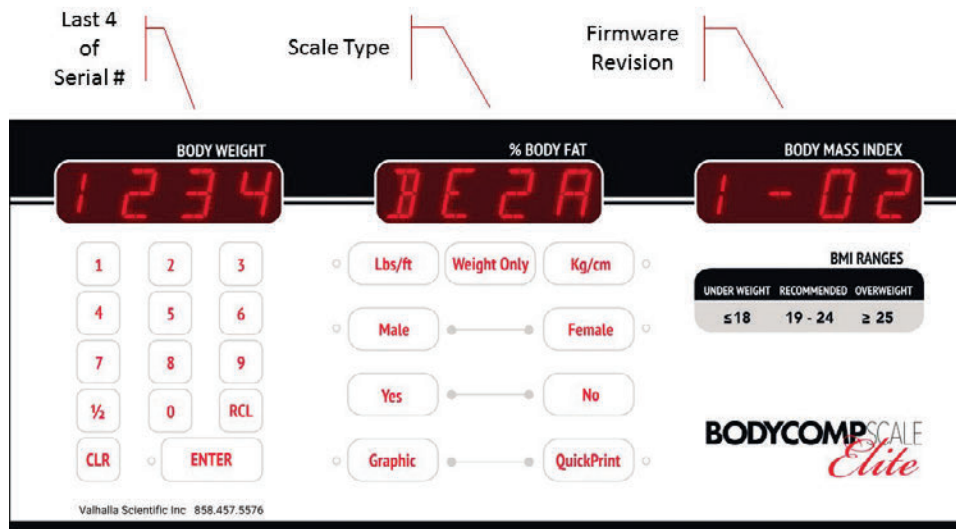 Last 4
of
Serial #
Scale Type
Firmware
Revision
BODY WEIGHT
% BODY FAT
BODY MASS INDEX
1234
BE2A
1-02
1 2 3
4 5 6
7 8 9
½ 0 RCL
CLR ENTER
Lbs/ft Weight Only Kg/cm
Male Female
Yes No
Graphic QuickPrint
BMI RANGES
UNDER WEIGHT RECOMMENDED OVERWEIGHT
≤18 19 - 24 ≥ 25
BODYCOMPSCALE
Elite
Valhalla Scientific Inc 858.457.5576